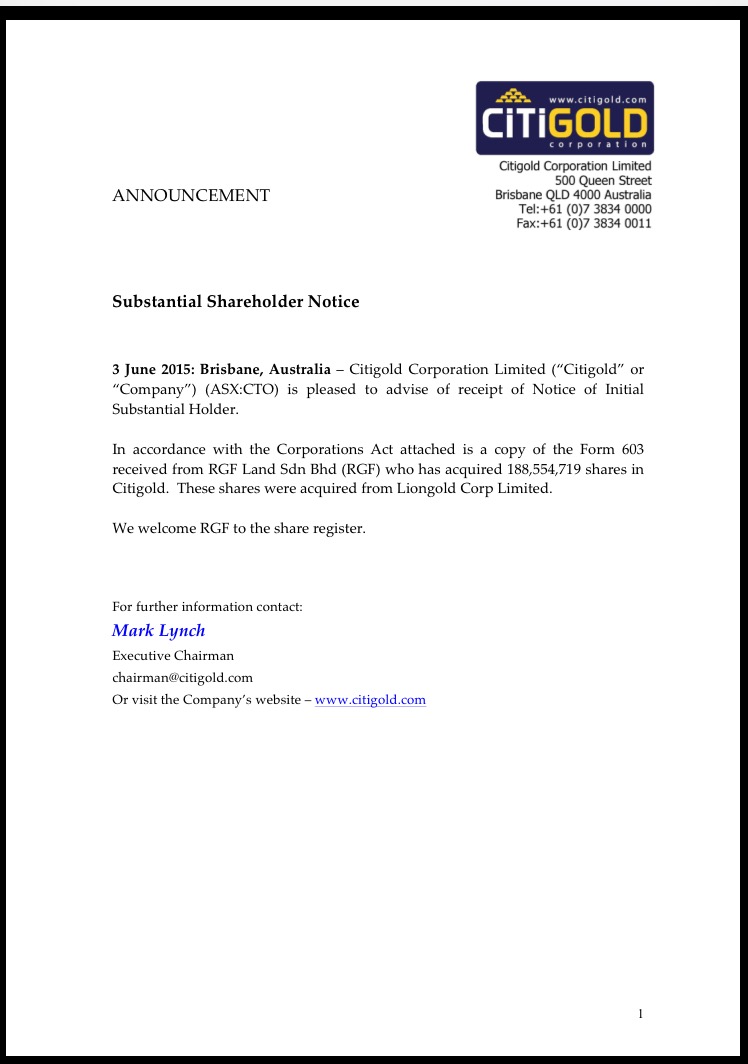 www.citigold.com
CiTiGOLD
corporation
Citigold Corporation Limited
500 Queen Street
Brisbane QLD 4000 Australia
Tel:+61 (0)7 3834 0000
Fax:+61 (0)7 3834 0011
ANNOUNCEMENT
Substantial Shareholder Notice
3 June 2015: Brisbane, Australia – Citigold Corporation Limited (“Citigold” or
“Company”) (ASX:CTO) is pleased to advise of receipt of Notice of Initial
Substantial Holder.
In accordance with the Corporations Act attached is a copy of the Form 603
received from RGF Land Sdn Bhd (RGF) who has acquired 188,554,719 shares in
Citigold.  These shares were acquired from Liongold Corp Limited.
We welcome RGF to the share register.
For further information contact:
Mark Lynch
Executive Chairman
chairman@citigold.com
Or visit the Company’s website – www.citigold.com
1